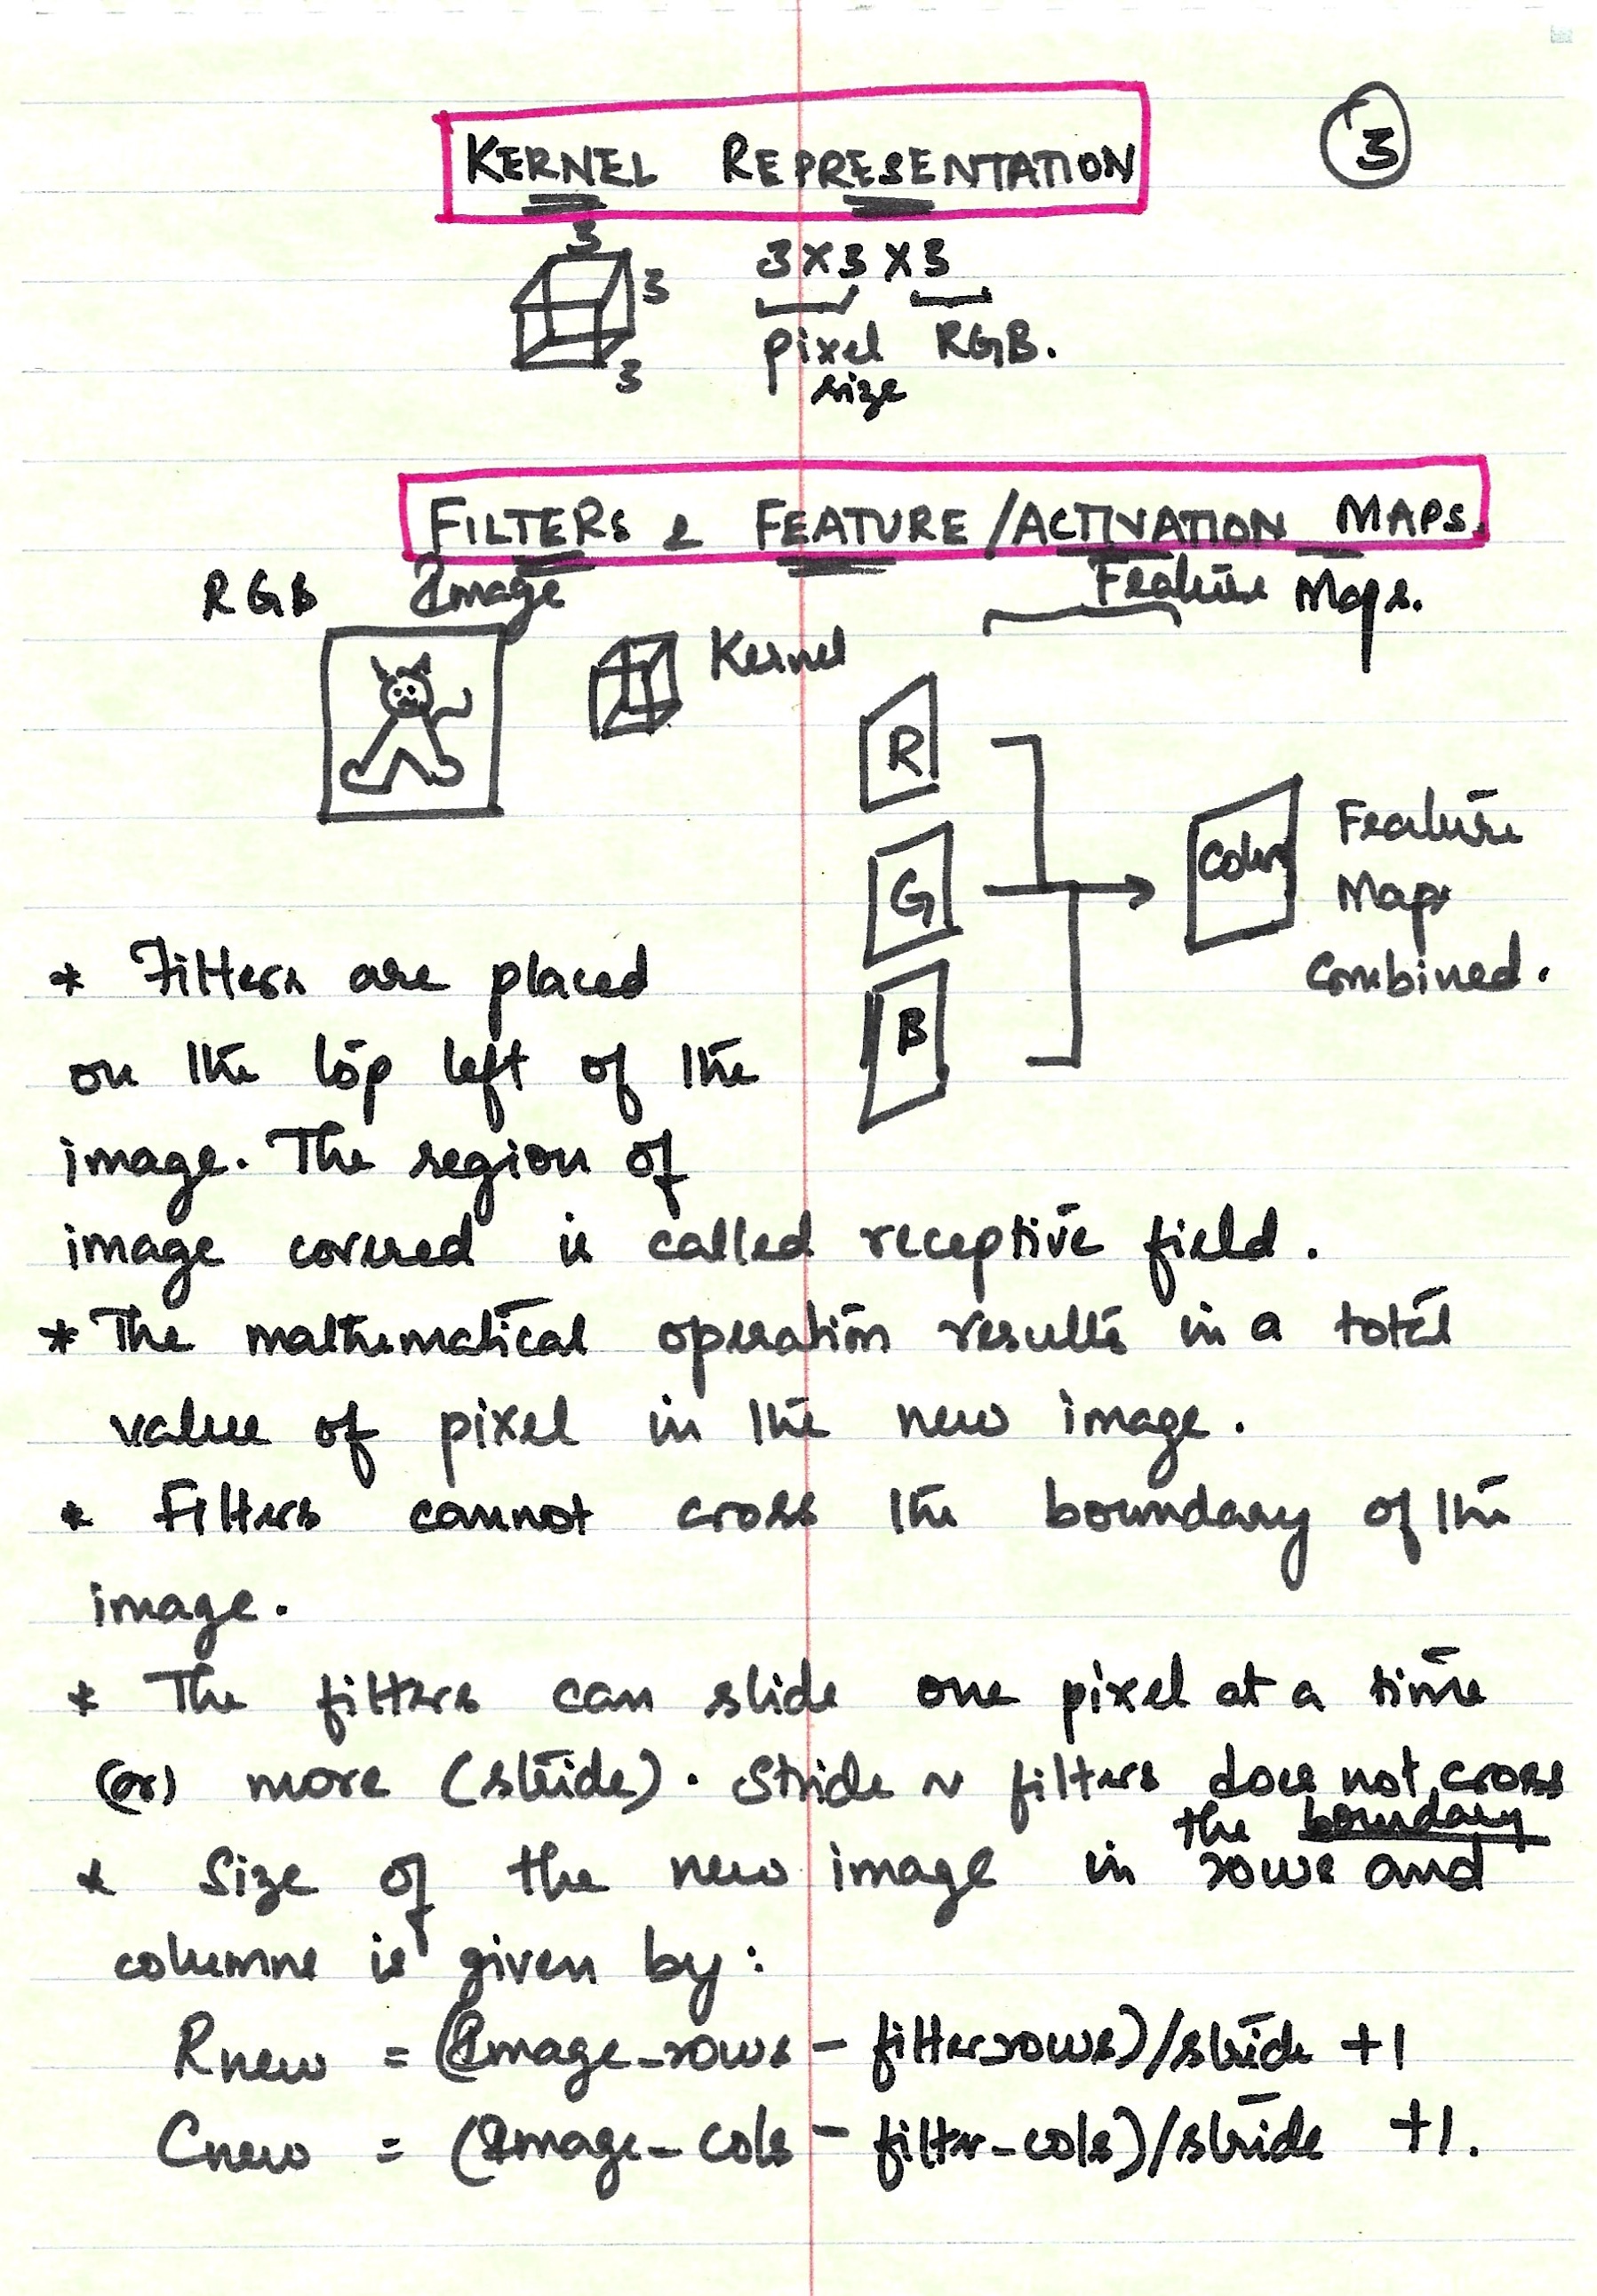 KERNEL REPRESENTATION
3
3
3
3
3×3×3
pixel RGB.
size
FILTERS & FEATURE/ACTIVATION MAPS.
RGB Image
Feature Maps.
Kernel
R
G
B
Color
Feature
Maps
Combined.
* Filters are placed
on the top left of the
image. The region of
image covered is called receptive field.
* The mathematical operation results in a total
value of pixel in the new image.
* Filters cannot cross the boundary of the
image.
* The filters can slide one pixel at a time
(or) more (stride). Stride ~ filters does not cross
the boundary
* Size of the new image in rows and
columns is given by:
Rnew = (Image_rows - filter_rows)/stride +1
Cnew = (Image_cols - filter_cols)/stride +1.